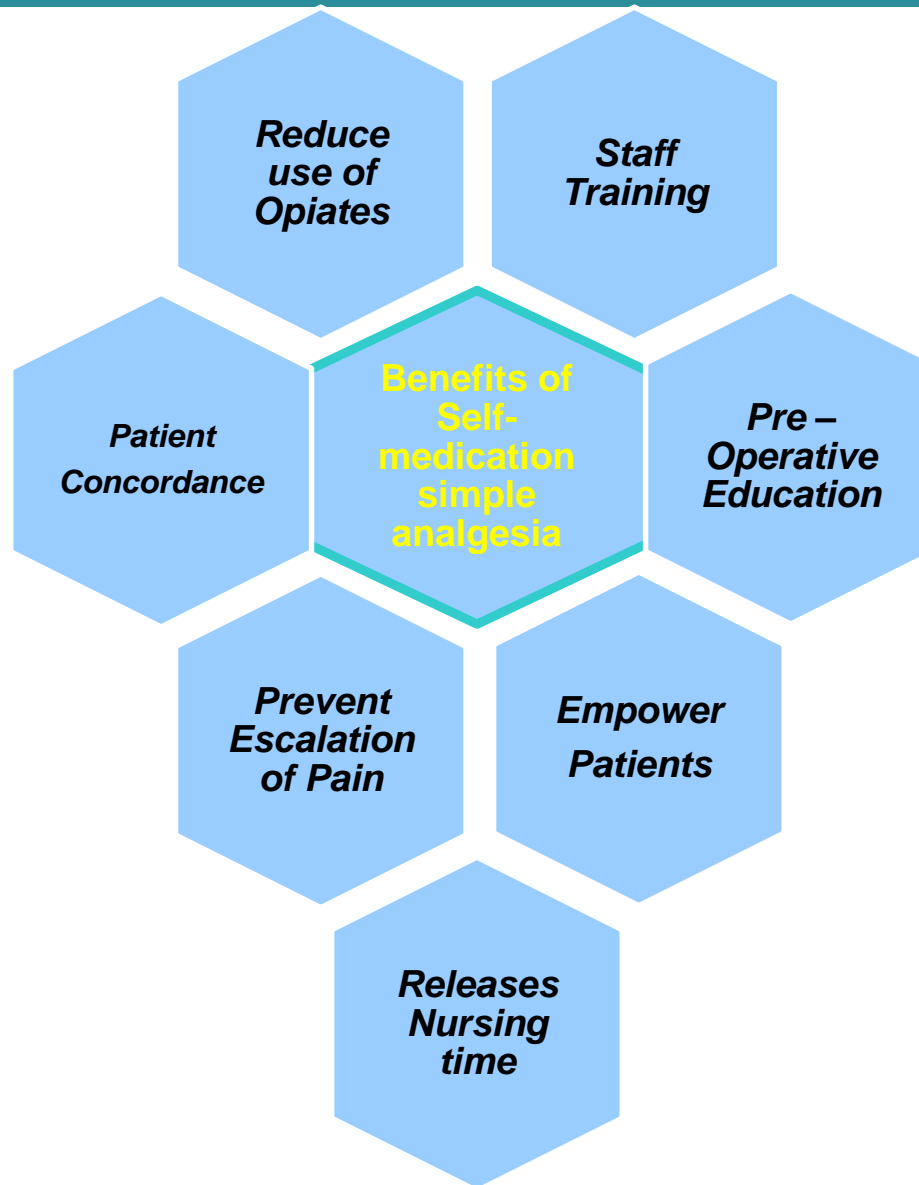 Reduce
use of
Opiates
Staff
Training
Patient
Concordance
Benefits of
Self-
medication
simple
analgesia
Pre –
Operative
Education
Prevent
Escalation
of Pain
Empower
Patients
Releases
Nursing
time